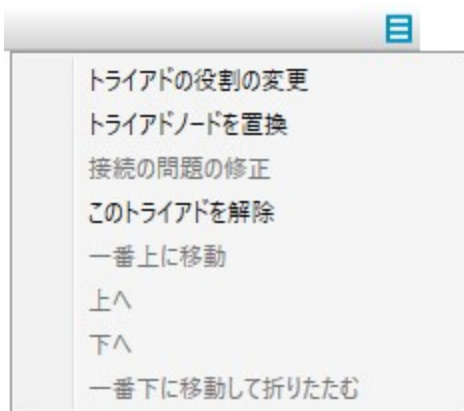 トライアドの役割の変更
トライアドノードを置換
接続の問題の修正
このトライアドを解除
一番上に移動
上へ
下へ
一番下に移動して折りたたむ